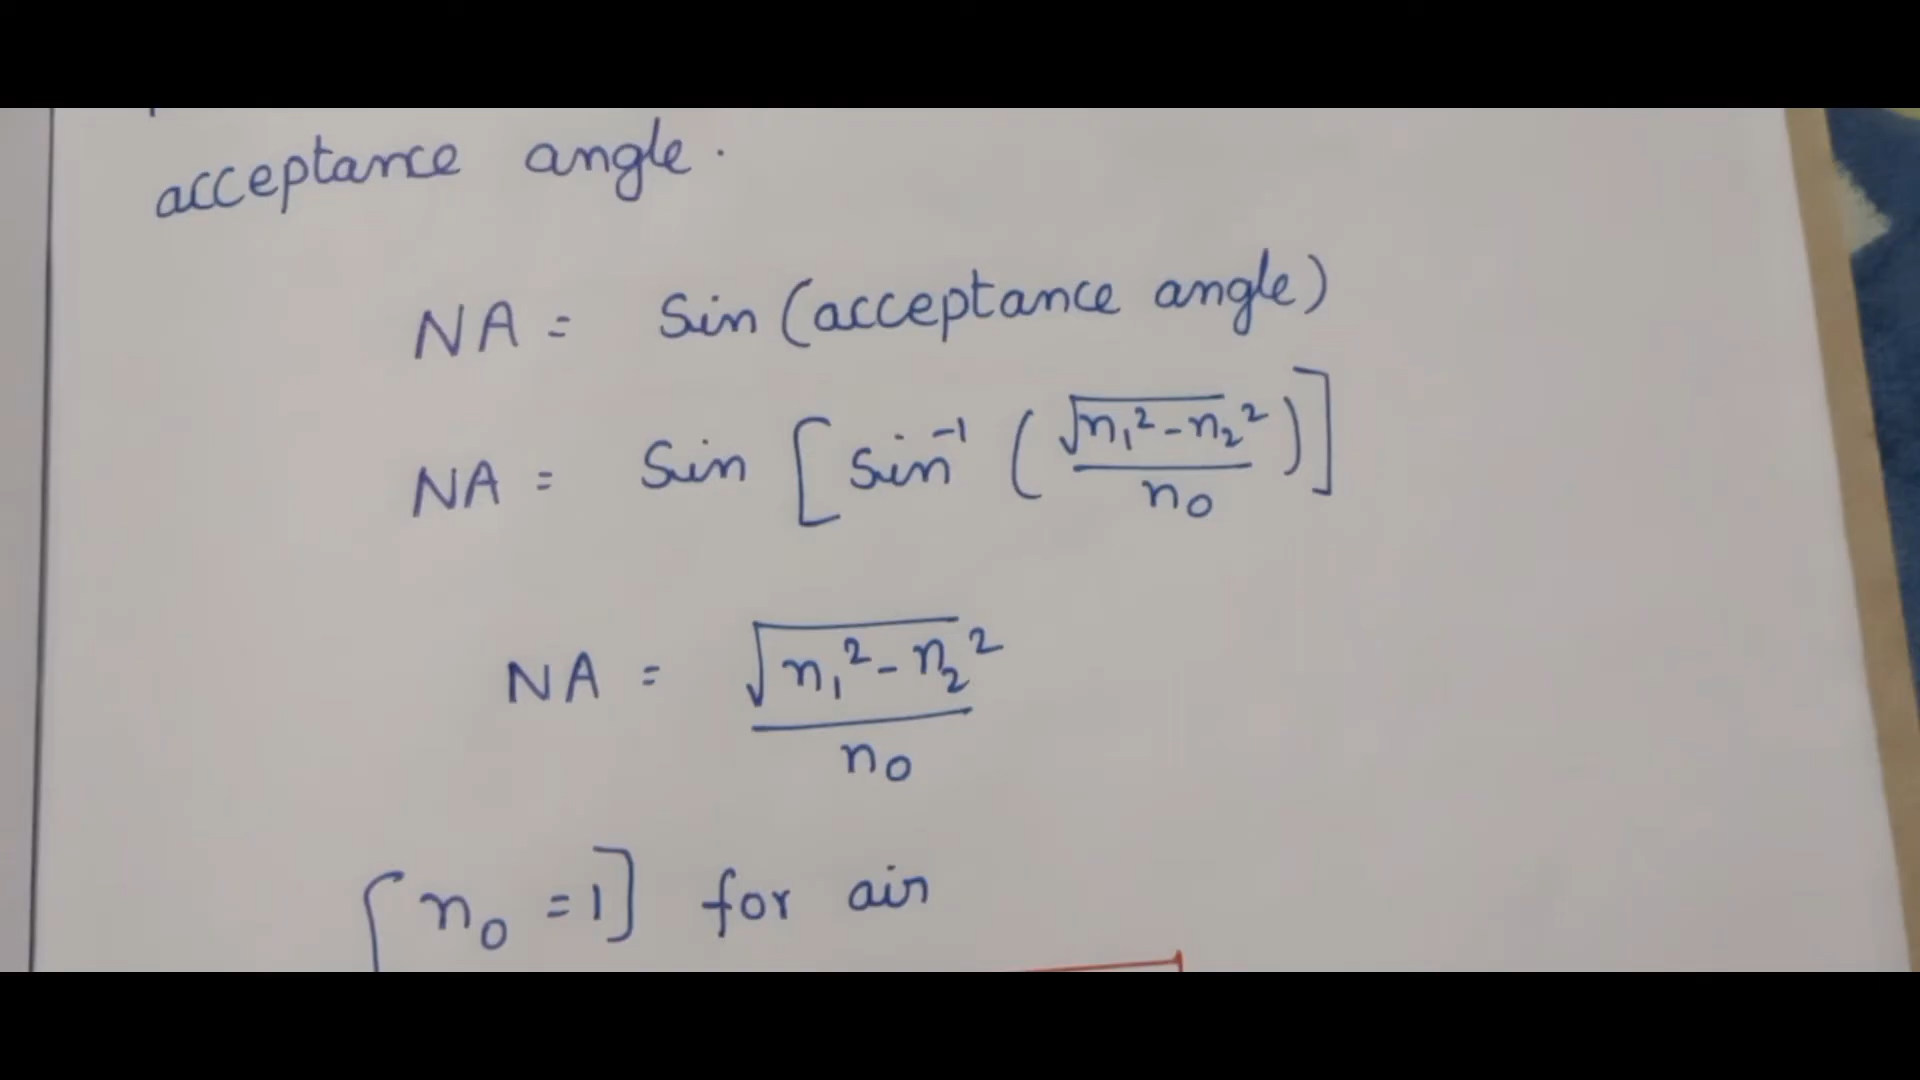 acceptance angle.
NA = Sin (acceptance angle)
NA = Sin [sin⁻¹ (√n₁²-n₂² / n₀)]
NA = √n₁²-n₂² / n₀
[n₀ = 1] for air